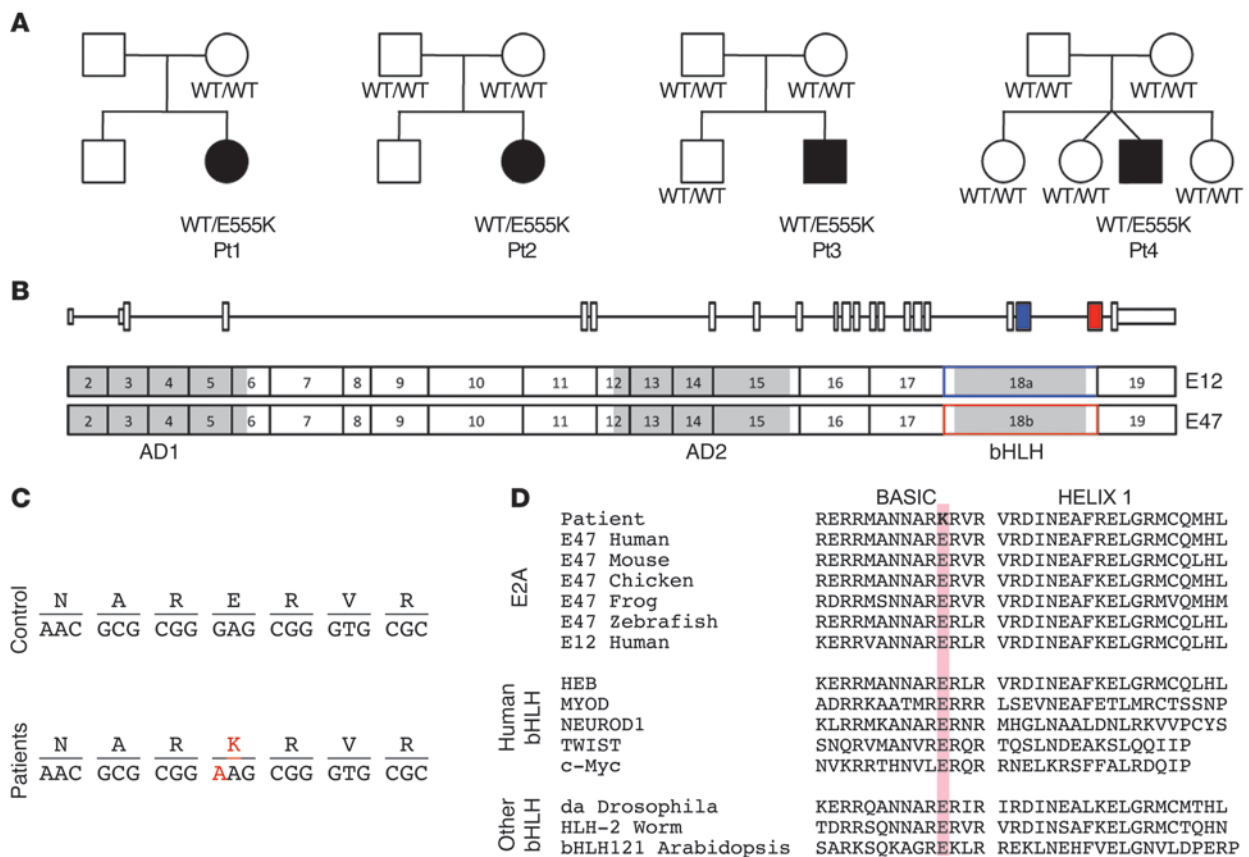 A
WT/WT
WT/WT WT/WT
WT/WT WT/WT
WT/WT WT/WT
WT/WT
WT/WT WT/WT WT/WT
WT/E555K
Pt1
WT/E555K
Pt2
WT/E555K
Pt3
WT/E555K
Pt4
B
2 3 4 5 6 7 8 9 10 11 12 13 14 15 16 17 18a 19 E12
2 3 4 5 6 7 8 9 10 11 12 13 14 15 16 17 18b 19 E47
AD1 AD2 bHLH
C
Control
N A R E R V R
AAC GCG CGG GAG CGG GTG CGC
Patients
N A R K R V R
AAC GCG CGG AAG CGG GTG CGC
D
BASIC HELIX 1
E2A
Patient RERRMANNARKRVR VRDINEAFRELGRMCQMHL
E47 Human RERRMANNARERVR VRDINEAFRELGRMCQMHL
E47 Mouse RERRMANNARERVR VRDINEAFRELGRMCQLHL
E47 Chicken RERRMANNARERVR VRDINEAFKELGRMCQMHL
E47 Frog RDRRMSNNARERVR VRDINEAFKELGRMVQMHM
E47 Zebrafish RERRMANNARERLR VRDINEAFKELGRMCQLHL
E12 Human KERRVANNARERLR VRDINEAFKELGRMCQLHL
Human bHLH
HEB KERRMANNARERLR VRDINEAFKELGRMCQLHL
MYOD ADRRKAATMRERRR LSEVNEAFETLMRCTSSNP
NEUROD1 KLRRMKANARERNR MHGLNAALDNLRKVVPCYS
TWIST SNQRVMANVRERQR TQSLNDEAKSLQQIIP
c-Myc NVKRRTHNVLERQR RNELKRSFFALRDQIP
Other bHLH
da Drosophila KERRQANNARERIR IRDINEALKELGRMCMTHL
HLH-2 Worm TDRRSQNNARERVR VRDINSAFKELGRMCTQHN
bHLH121 Arabidopsis SARKSQKAGREKLR REKLNEHFVELGNVLDPERP